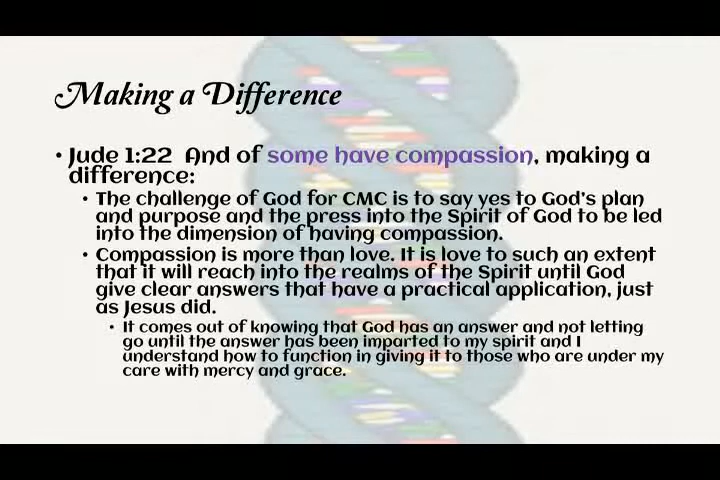 Making a Difference
• Jude 1:22 And of some have compassion, making a
difference:
• The challenge of God for CMC is to say yes to God's plan
and purpose and the press into the Spirit of God to be led
into the dimension of having compassion.
• Compassion is more than love. It is love to such an extent
that it will reach into the realms of the Spirit until God
give clear answers that have a practical application, just
as Jesus did.
• It comes out of knowing that God has an answer and not letting
go until the answer has been imparted to my spirit and I
understand how to function in giving it to those who are under my
care with mercy and grace.